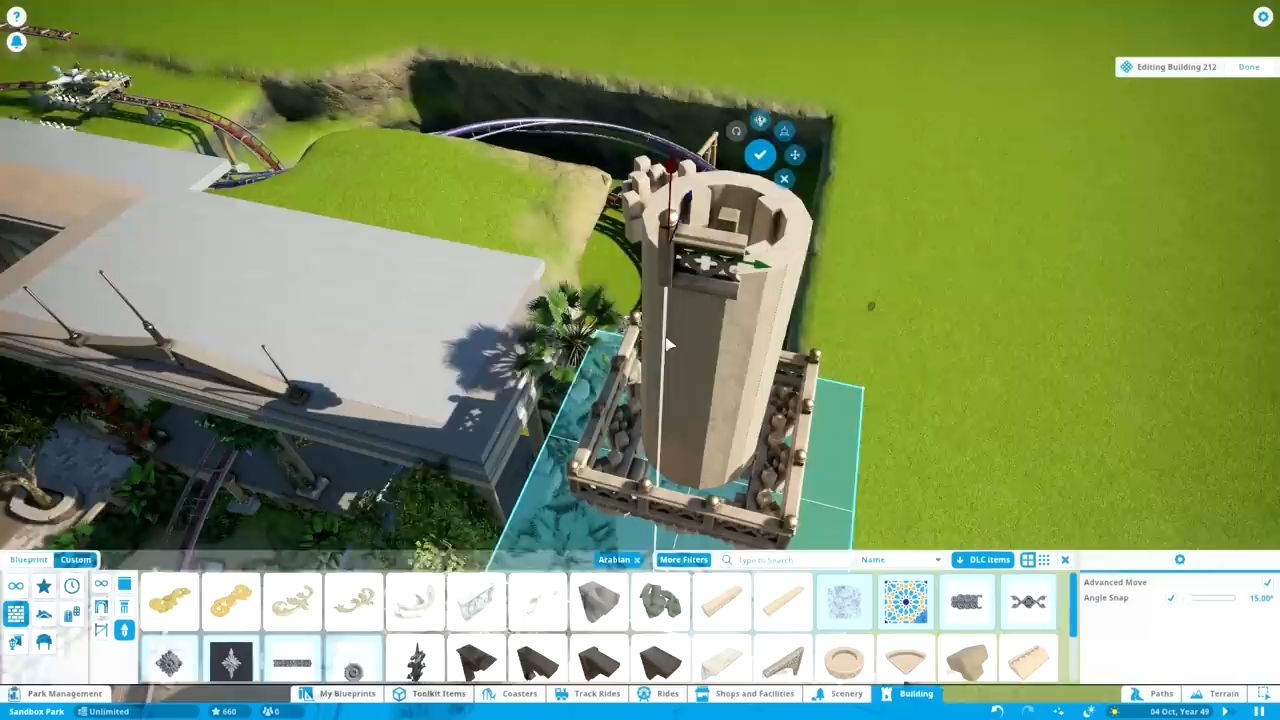 ?
Editing Building 212 Done
Blueprint Custom Arabian x More Filters Type to Search Name DLC items
Advanced Move
Angle Snap 15.00°
Park Management My Blueprints Toolkit Items Coasters Track Rides Rides Shops and Facilities Scenery Building Paths Terrain
Sandbox Park Unlimited 660 0 04 Oct, Year 49